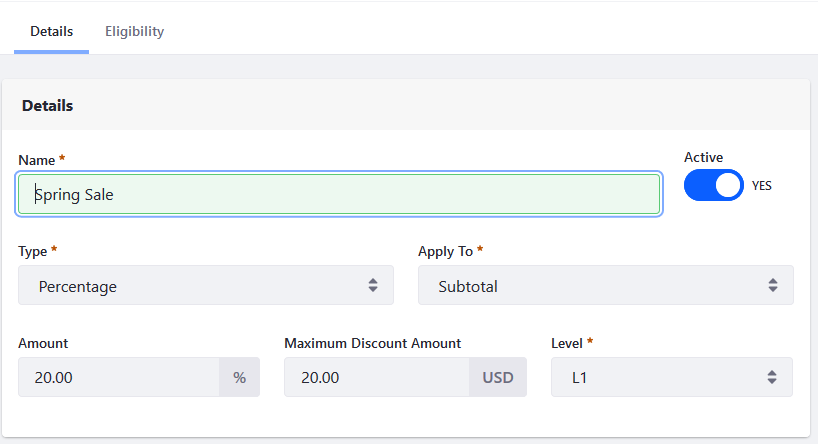 Details Eligibility
Details
Name *
Active
Spring Sale
YES
Type * Apply To *
Percentage Subtotal
Amount Maximum Discount Amount Level *
20.00 % 20.00 USD L1